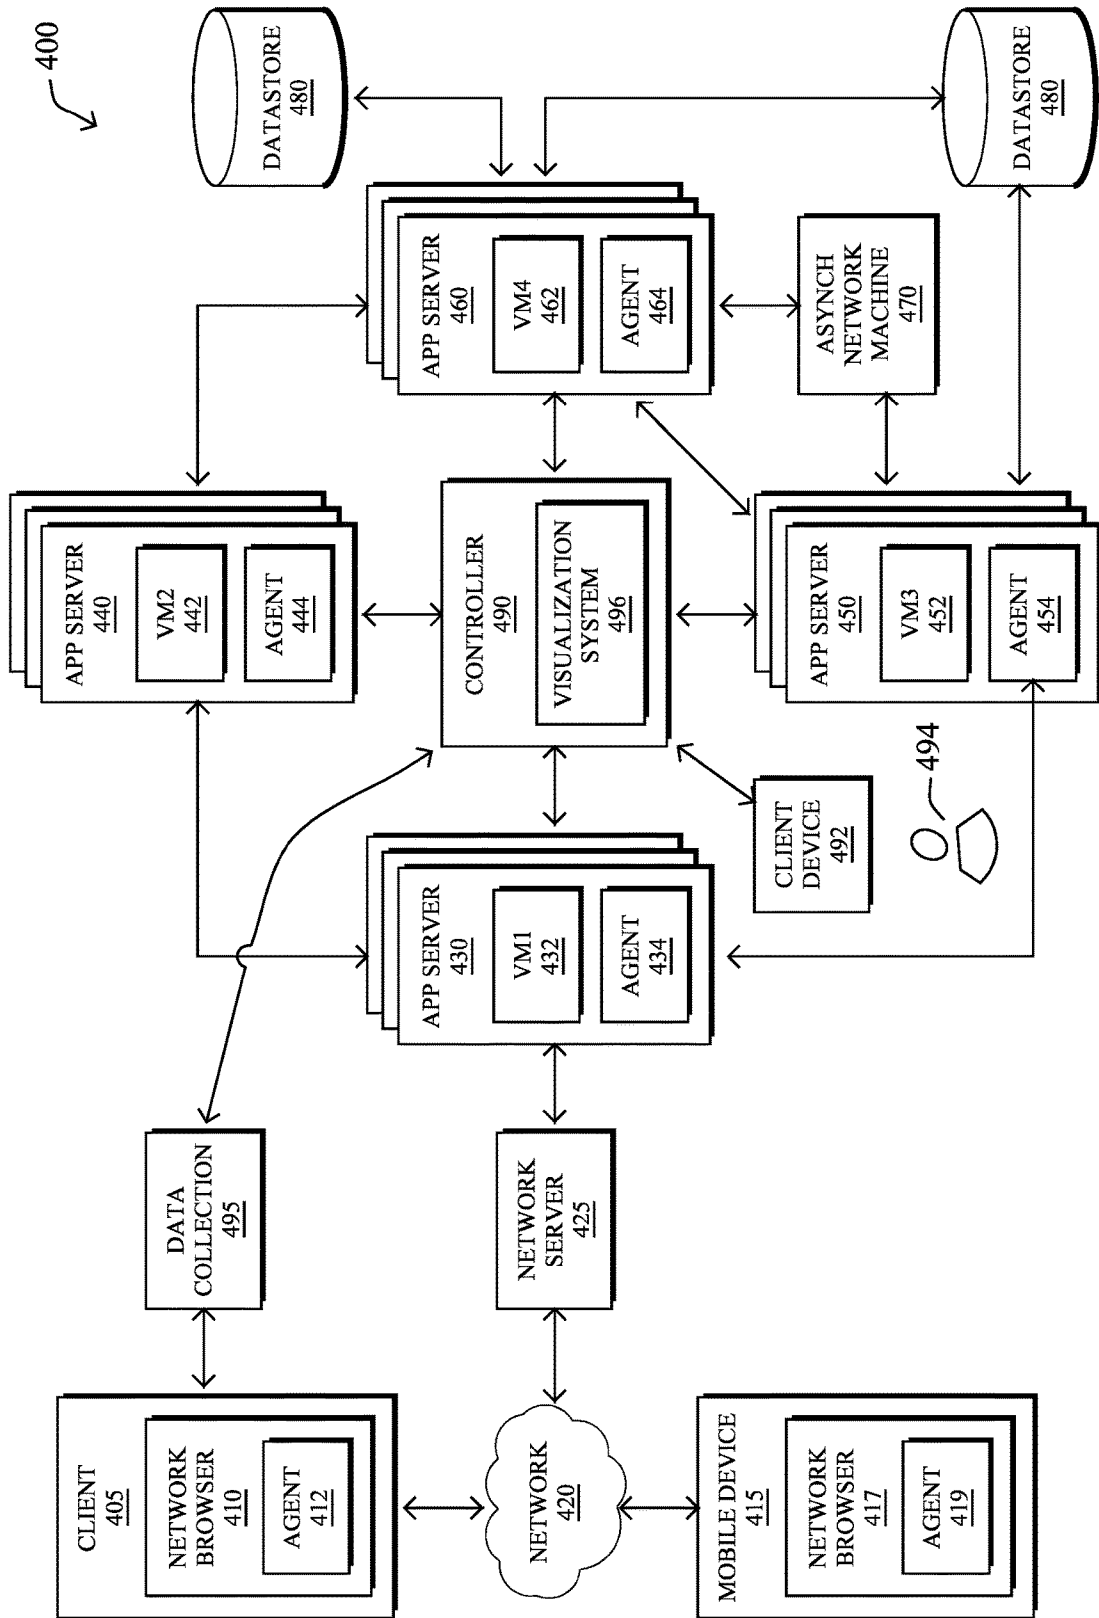 400
CLIENT
405
NETWORK
BROWSER
410
AGENT
412
DATA
COLLECTION
495
NETWORK
420
MOBILE DEVICE
415
NETWORK
BROWSER
417
AGENT
419
NETWORK
SERVER
425
APP SERVER
430
VM1
432
AGENT
434
APP SERVER
440
VM2
442
AGENT
444
CONTROLLER
490
VISUALIZATION
SYSTEM
496
CLIENT
DEVICE
492
494
APP SERVER
450
VM3
452
AGENT
454
APP SERVER
460
VM4
462
AGENT
464
ASYNCH
NETWORK
MACHINE
470
DATASTORE
480
DATASTORE
480